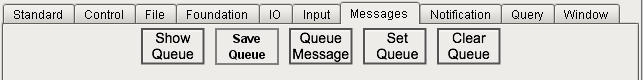 Standard Control File Foundation IO Input Messages Notification Query Window
Show Save Queue Set Clear
Queue Queue Message Queue Queue